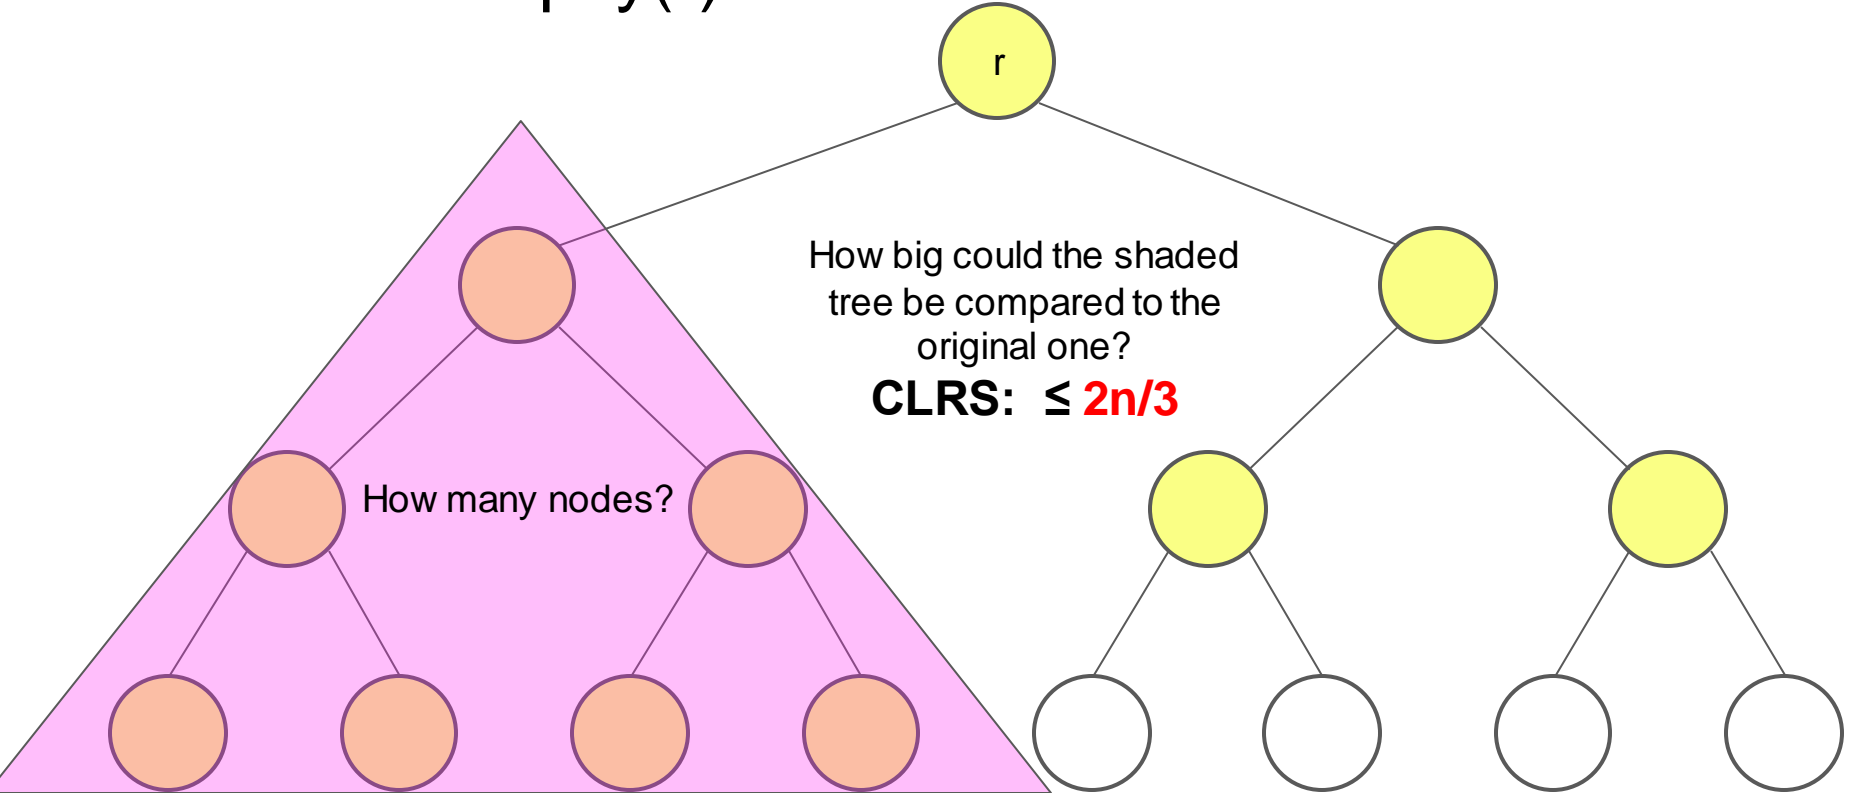 r
How big could the shaded
tree be compared to the
original one?
CLRS: ≤ 2n/3
How many nodes?